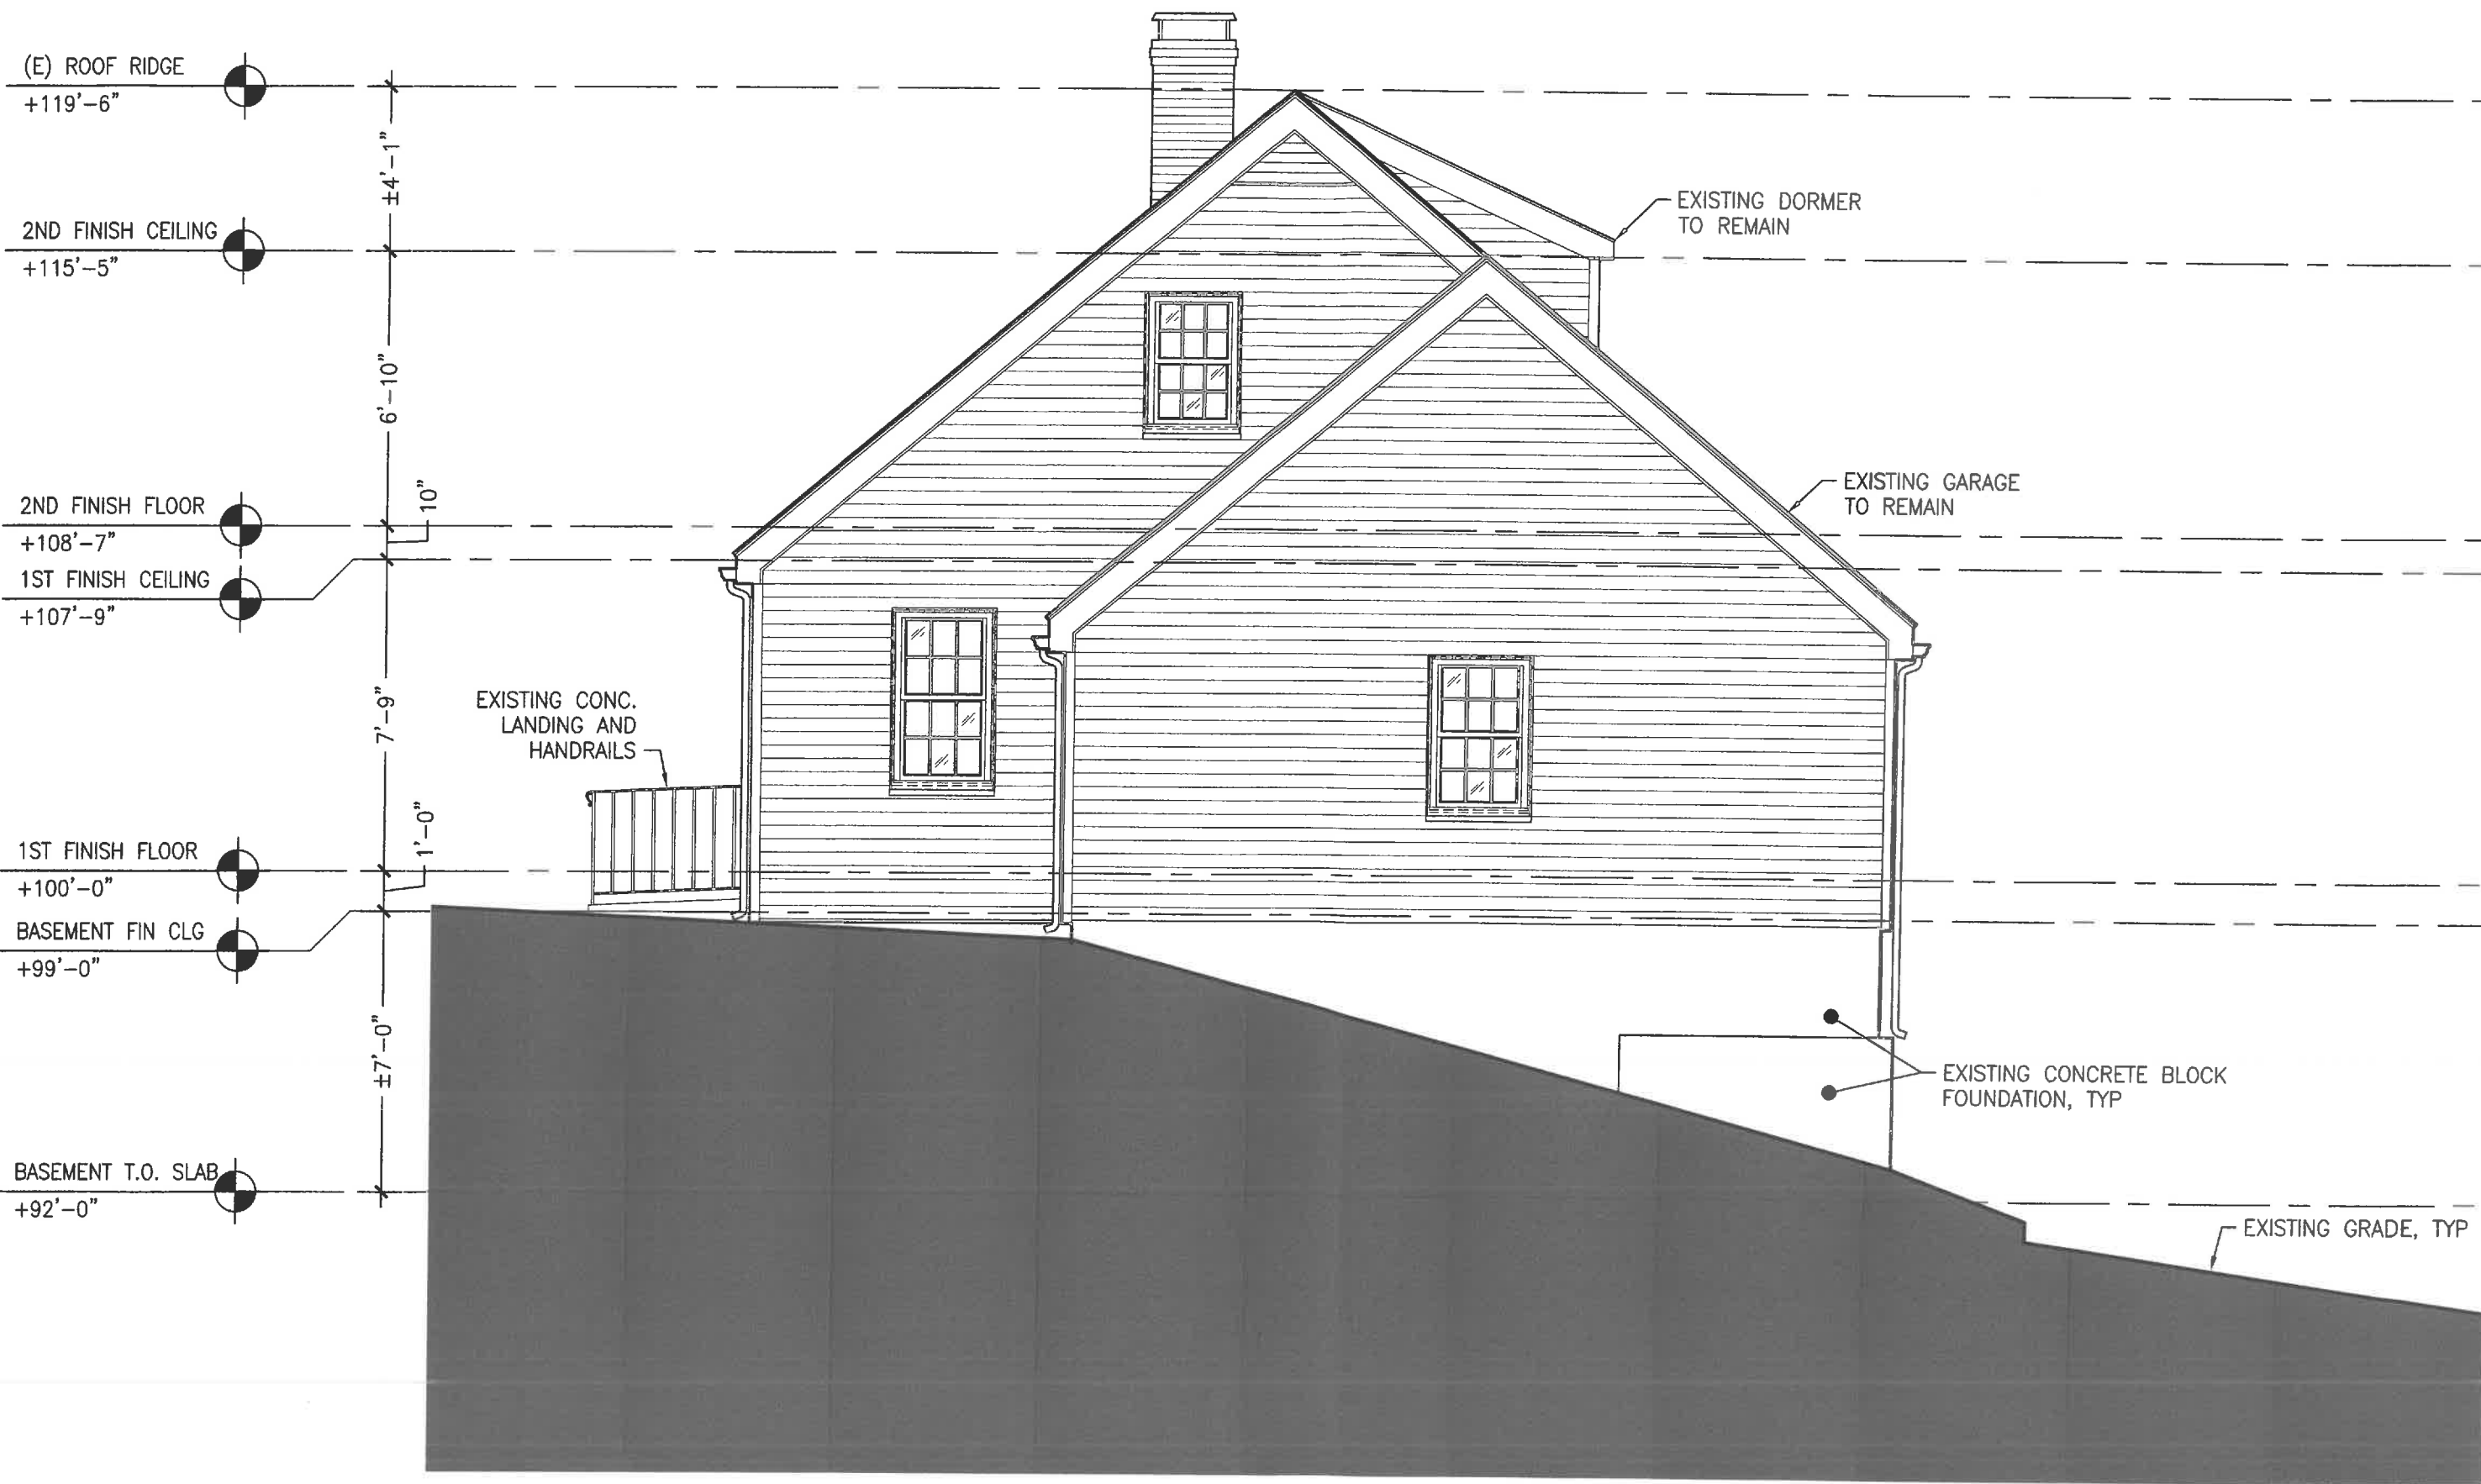 (E) ROOF RIDGE
+119'-6"
±4'-1"
2ND FINISH CEILING
+115'-5"
6'-10"
2ND FINISH FLOOR
+108'-7"
10"
1ST FINISH CEILING
+107'-9"
7'-9"
1ST FINISH FLOOR
+100'-0"
1'-0"
BASEMENT FIN CLG
+99'-0"
±7'-0"
BASEMENT T.O. SLAB
+92'-0"
EXISTING CONC.
LANDING AND
HANDRAILS
EXISTING DORMER
TO REMAIN
EXISTING GARAGE
TO REMAIN
EXISTING CONCRETE BLOCK
FOUNDATION, TYP
EXISTING GRADE, TYP